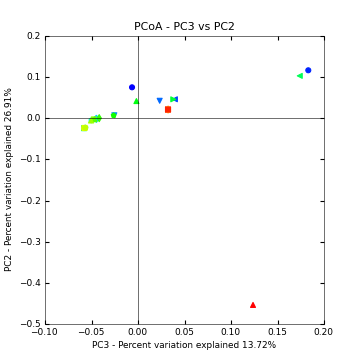 PCoA - PC3 vs PC2
0.2
0.1
0.0
−0.1
−0.2
−0.3
−0.4
−0.5
PC2 - Percent variation explained 26.91%
−0.10 −0.05 0.00 0.05 0.10 0.15 0.20
PC3 - Percent variation explained 13.72%